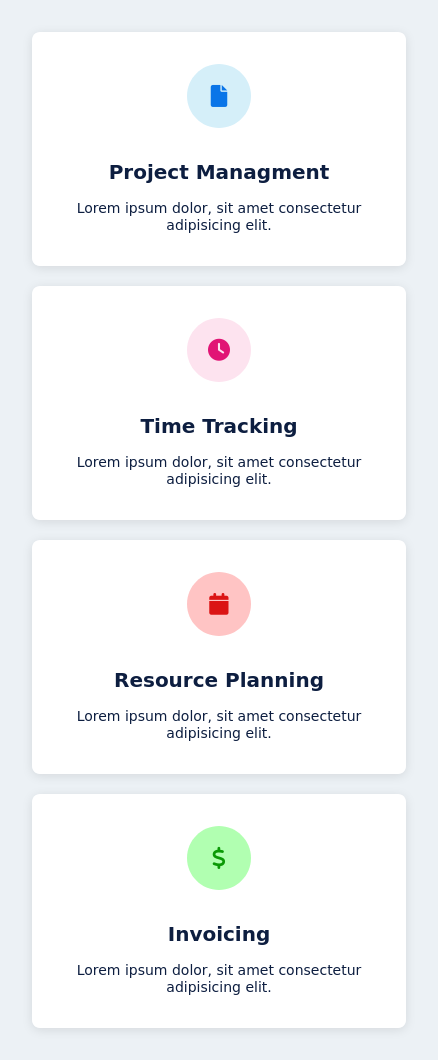 Project Managment
Lorem ipsum dolor, sit amet consectetur
adipisicing elit.
Time Tracking
Lorem ipsum dolor, sit amet consectetur
adipisicing elit.
Resource Planning
Lorem ipsum dolor, sit amet consectetur
adipisicing elit.
$
Invoicing
Lorem ipsum dolor, sit amet consectetur
adipisicing elit.